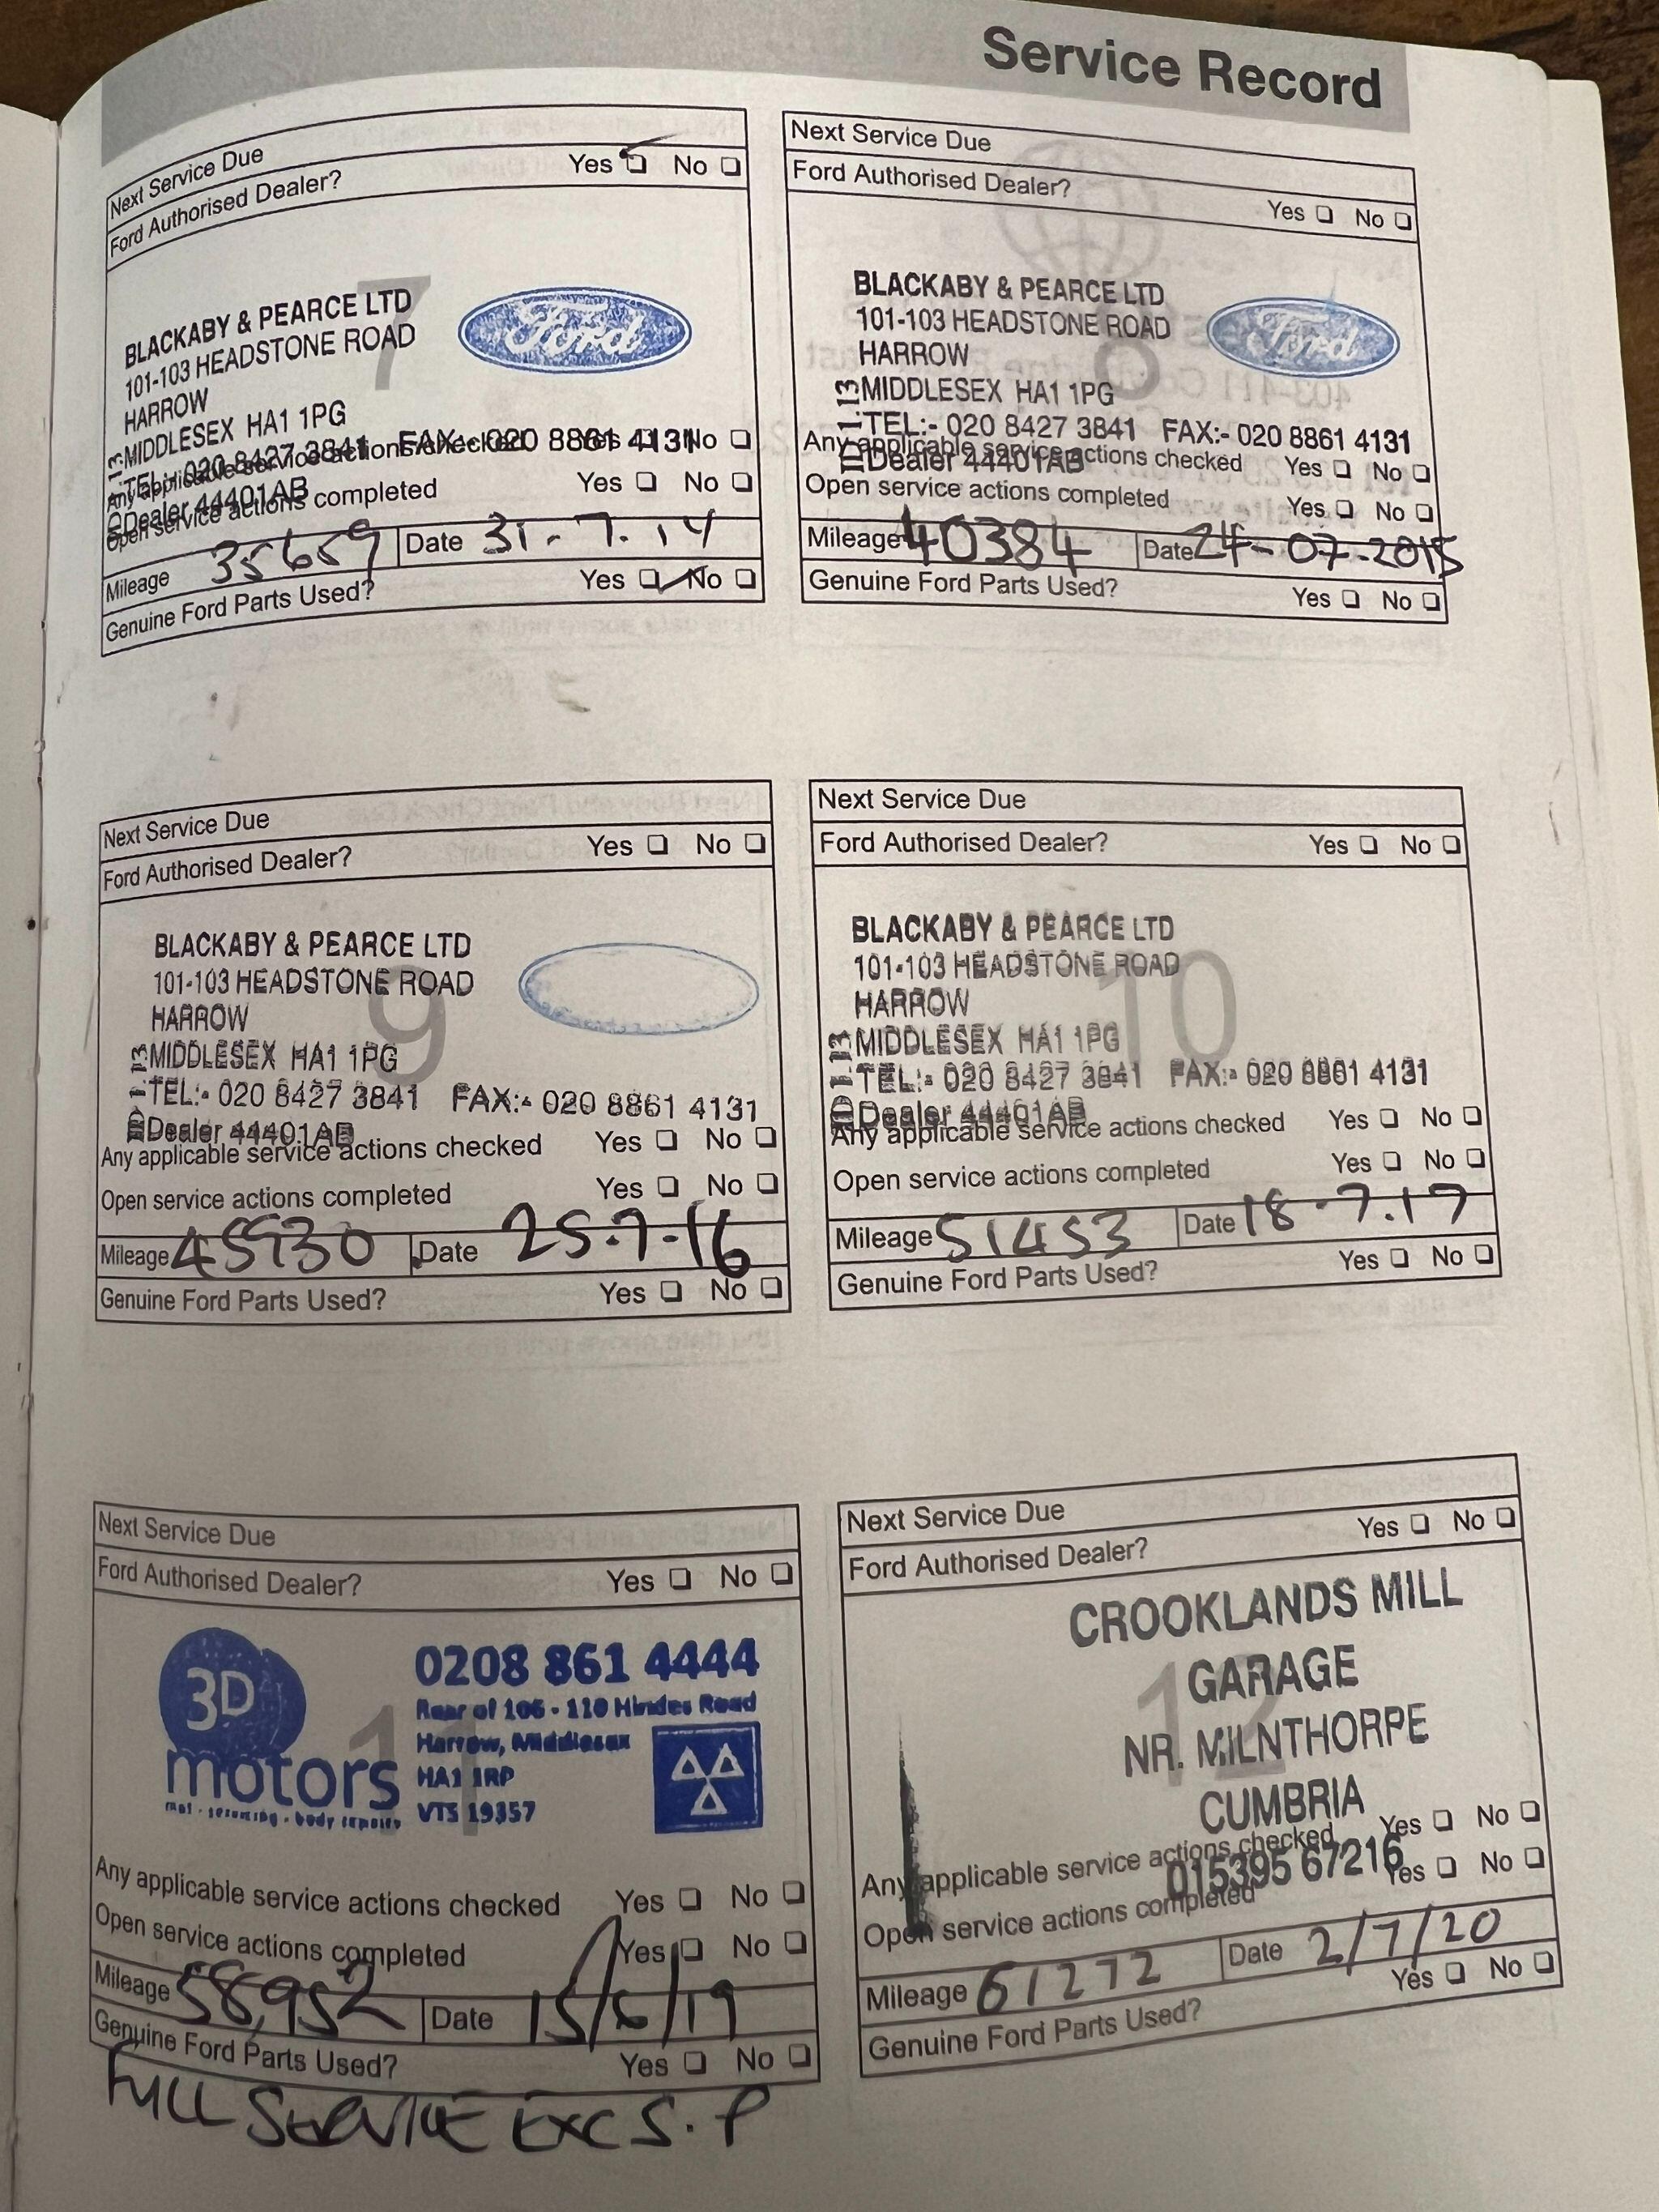 Service Record
Next Service Due
Ford Authorised Dealer? Yes No
7
BLACKABY & PEARCE LTD
101-103 HEADSTONE ROAD
HARROW
MIDDLESEX HA1 1PG
TEL:- 020 8427 3841 FAX:- 020 8861 4131
Any applicable service actions checked Yes No
Dealer 44401AB
Open service actions completed Yes No
Ford
Mileage 35659 Date 31-7.14
Genuine Ford Parts Used? Yes No
Next Service Due
Ford Authorised Dealer? Yes No
8
BLACKABY & PEARCE LTD
101-103 HEADSTONE ROAD
HARROW
MIDDLESEX HA1 1PG
TEL:- 020 8427 3841 FAX:- 020 8861 4131
Any applicable service actions checked Yes No
Dealer 44401AB
Open service actions completed Yes No
Ford
Mileage 40384 Date 24-07-2015
Genuine Ford Parts Used? Yes No
Next Service Due
Ford Authorised Dealer? Yes No
9
BLACKABY & PEARCE LTD
101-103 HEADSTONE ROAD
HARROW
MIDDLESEX HA1 1PG
TEL:- 020 8427 3841 FAX:- 020 8861 4131
Dealer 44401AB
Any applicable service actions checked Yes No
Open service actions completed Yes No
Mileage 45930 Date 25.7-16
Genuine Ford Parts Used? Yes No
Next Service Due
Ford Authorised Dealer? Yes No
10
BLACKABY & PEARCE LTD
101-103 HEADSTONE ROAD
HARROW
MIDDLESEX HA1 1PG
TEL:- 020 8427 3841 FAX:- 020 8861 4131
Dealer 44401AB
Any applicable service actions checked Yes No
Open service actions completed Yes No
Mileage 51453 Date 18-7.17
Genuine Ford Parts Used? Yes No
Next Service Due
Ford Authorised Dealer? Yes No
11
3D
motors
mot - servicing - body repairs
0208 861 4444
Rear of 106 - 110 Hindes Road
Harrow, Middlesex
HA1 1RP
VTS 19357
Any applicable service actions checked Yes No
Open service actions completed Yes No
Mileage 58,952 Date 15/6/19
Genuine Ford Parts Used? Yes No
FULL SERVICE EXC S.P
Next Service Due
Ford Authorised Dealer? Yes No
12
CROOKLANDS MILL
GARAGE
NR. MILNTHORPE
CUMBRIA
Any applicable service actions checked Yes No
015395 67216
Open service actions completed Yes No
Mileage 61272 Date 2/7/20
Genuine Ford Parts Used? Yes No